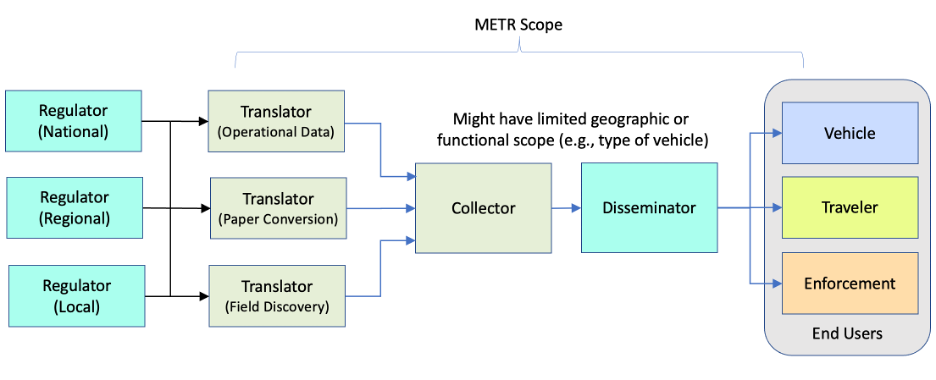 METR Scope
Regulator
(National)
Translator
(Operational Data)
Might have limited geographic or
functional scope (e.g., type of vehicle)
Vehicle
Regulator
(Regional)
Translator
(Paper Conversion)
Collector
Disseminator
Traveler
Regulator
(Local)
Translator
(Field Discovery)
Enforcement
End Users